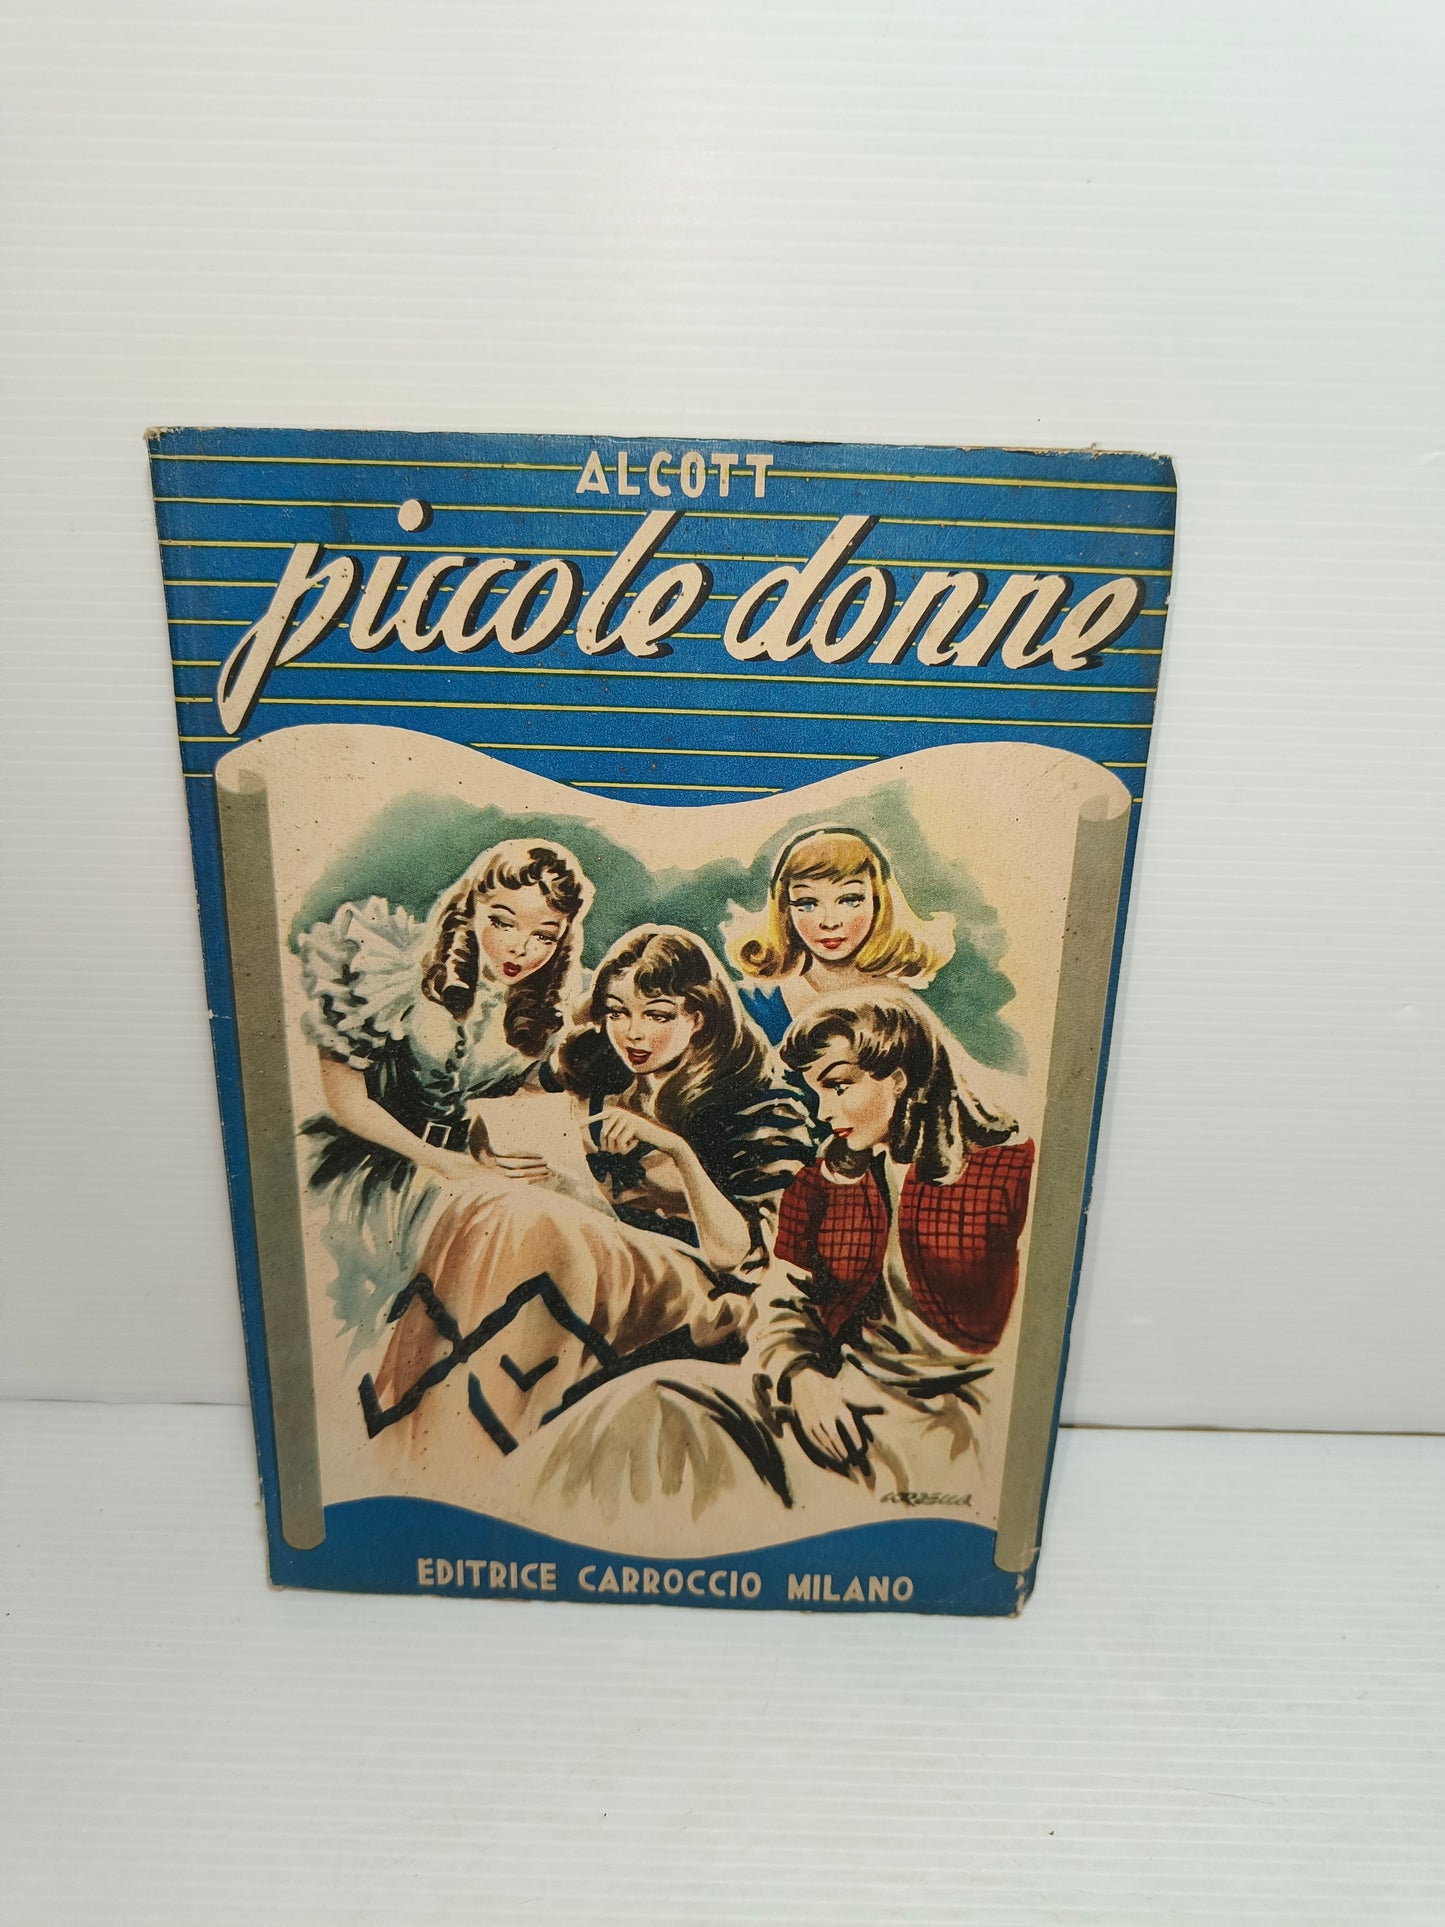 ALCOTT
piccole donne
EDITRICE CARROCCIO MILANO